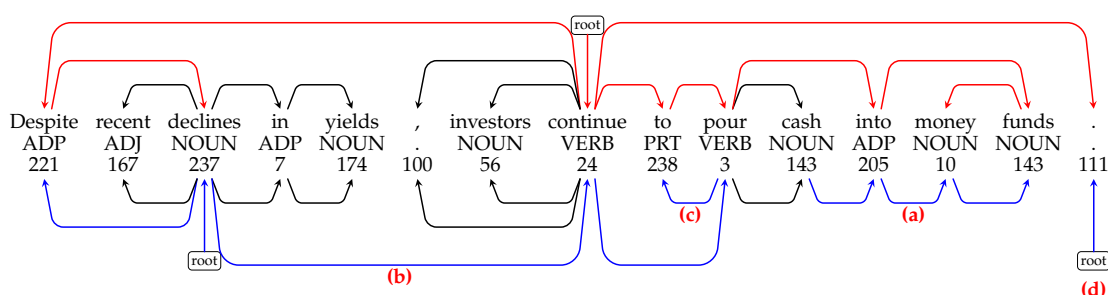 root
Despite recent declines in yields , investors continue to pour cash into money funds .
ADP ADJ NOUN ADP NOUN . NOUN VERB PRT VERB NOUN ADP NOUN NOUN .
221 167 237 7 174 100 56 24 238 3 143 205 10 143 111
(c) (a)
root root
(b) (d)